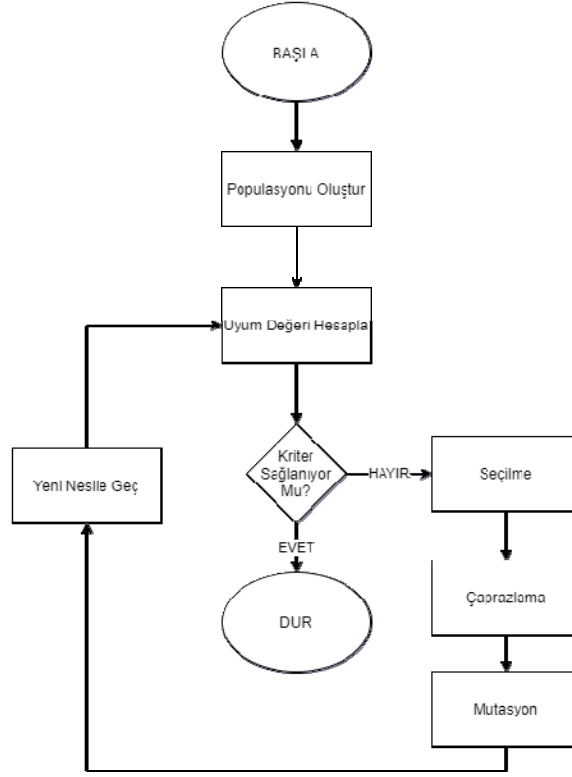 BAŞLA
Populasyonu Oluştur
Uyum Değeri Hesapla
Kriter
Sağlanıyor
Mu?
HAYIR
Seçilme
Yeni Nesile Geç
EVET
Çaprazlama
DUR
Mutasyon